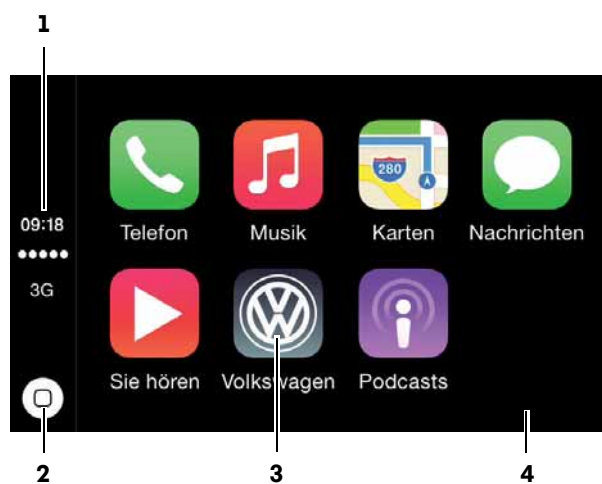 1
09:18
3G
280
Telefon
Musik
Karten
Nachrichten
Sie hören
Volkswagen
Podcasts
2
3
4